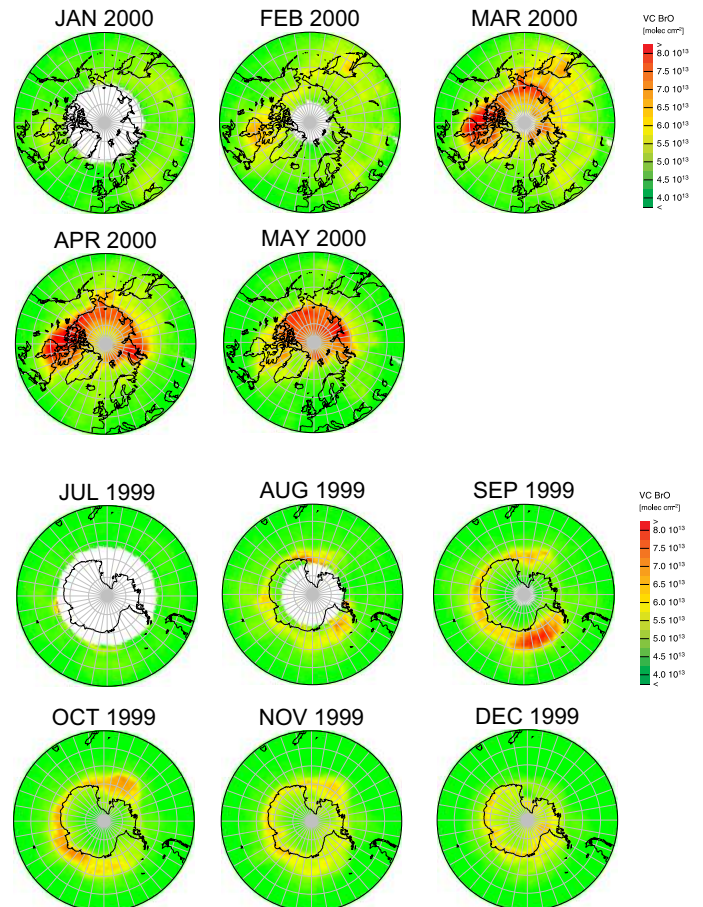 JAN 2000
FEB 2000
MAR 2000
VC BrO
[molec cm⁻²]
>
8.0 10¹³
7.5 10¹³
7.0 10¹³
6.5 10¹³
6.0 10¹³
5.5 10¹³
5.0 10¹³
4.5 10¹³
4.0 10¹³
<
APR 2000
MAY 2000
JUL 1999
AUG 1999
SEP 1999
VC BrO
[molec cm⁻²]
>
8.0 10¹³
7.5 10¹³
7.0 10¹³
6.5 10¹³
6.0 10¹³
5.5 10¹³
5.0 10¹³
4.5 10¹³
4.0 10¹³
<
OCT 1999
NOV 1999
DEC 1999